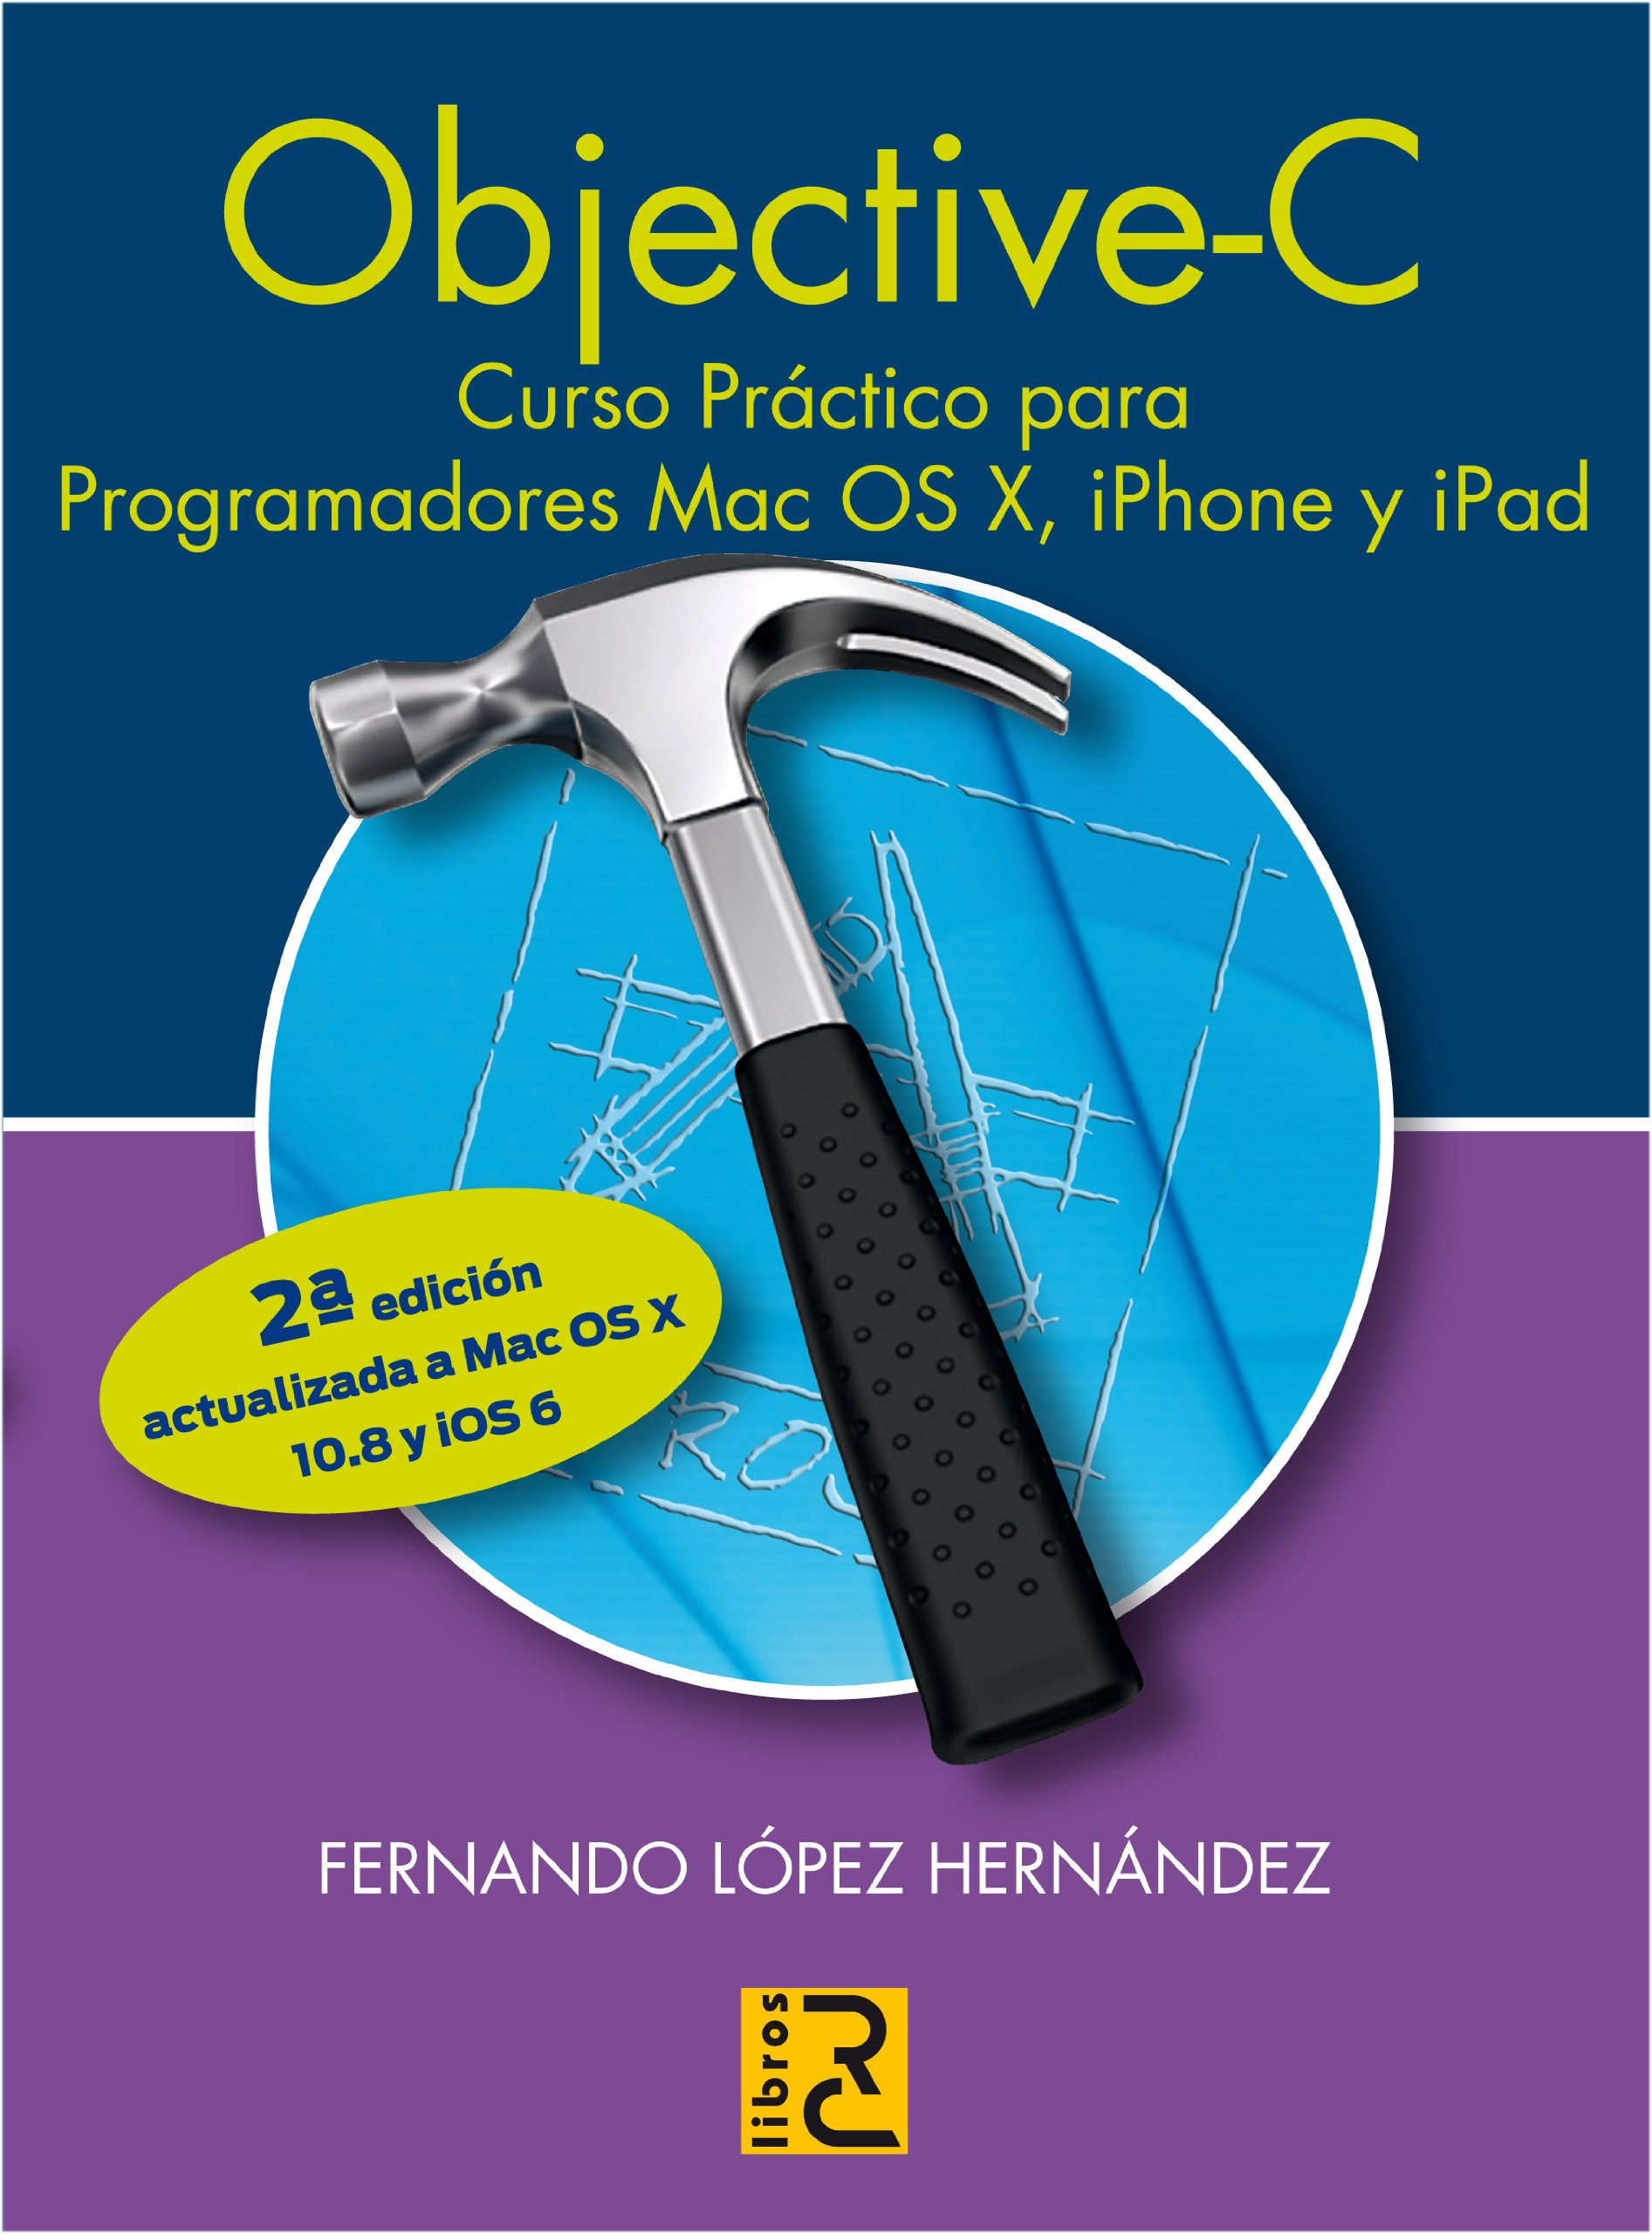 Objective-C
Curso Práctico para
Programadores Mac OS X, iPhone y iPad
2ª edición
actualizada a Mac OS X
10.8 y iOS 6
FERNANDO LÓPEZ HERNÁNDEZ
libros
RC